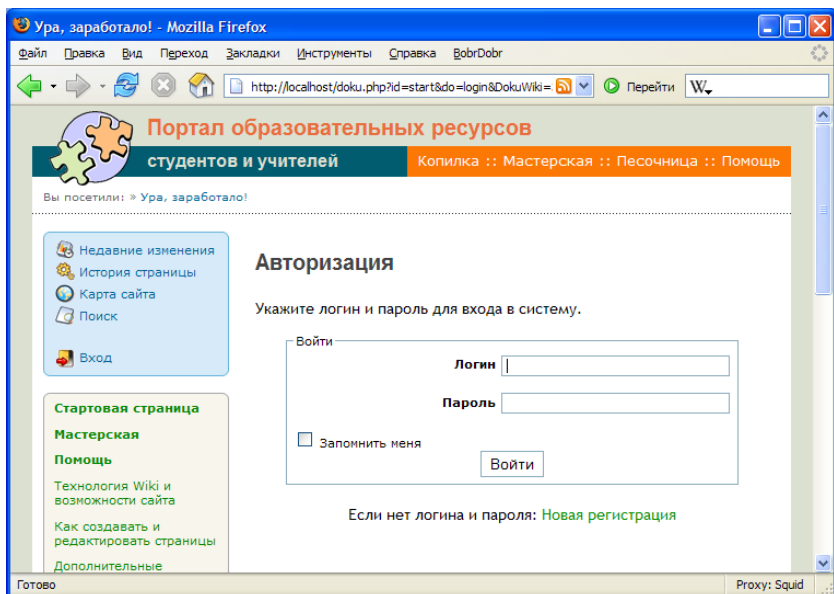 Ура, заработало! - Mozilla Firefox
Файл Правка Вид Переход Закладки Инструменты Справка BobrDobr
http://localhost/doku.php?id=start&do=login&DokuWiki= Перейти W
Портал образовательных ресурсов
студентов и учителей Копилка :: Мастерская :: Песочница :: Помощь
Вы посетили: » Ура, заработало!
Недавние изменения
История страницы
Карта сайта
Поиск
Вход
Стартовая страница
Мастерская
Помощь
Технология Wiki и
возможности сайта
Как создавать и
редактировать страницы
Дополнительные
Авторизация
Укажите логин и пароль для входа в систему.
Войти
Логин
Пароль
Запомнить меня
Войти
Если нет логина и пароля: Новая регистрация
Готово Proxy: Squid